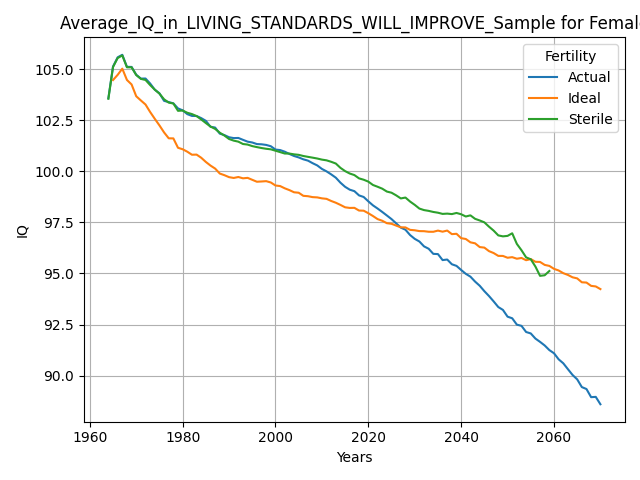 Average_IQ_in_LIVING_STANDARDS_WILL_IMPROVE_Sample for Femal
Fertility
Actual
Ideal
Sterile
105.0
102.5
100.0
97.5
95.0
92.5
90.0
IQ
1960
1980
2000
2020
2040
2060
Years